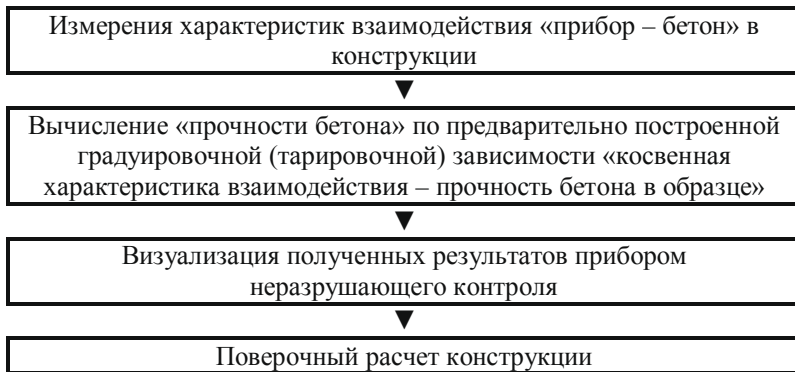 Измерения характеристик взаимодействия «прибор – бетон» в
конструкции
▼
Вычисление «прочности бетона» по предварительно построенной
градуировочной (тарировочной) зависимости «косвенная
характеристика взаимодействия – прочность бетона в образце»
▼
Визуализация полученных результатов прибором
неразрушающего контроля
▼
Поверочный расчет конструкции